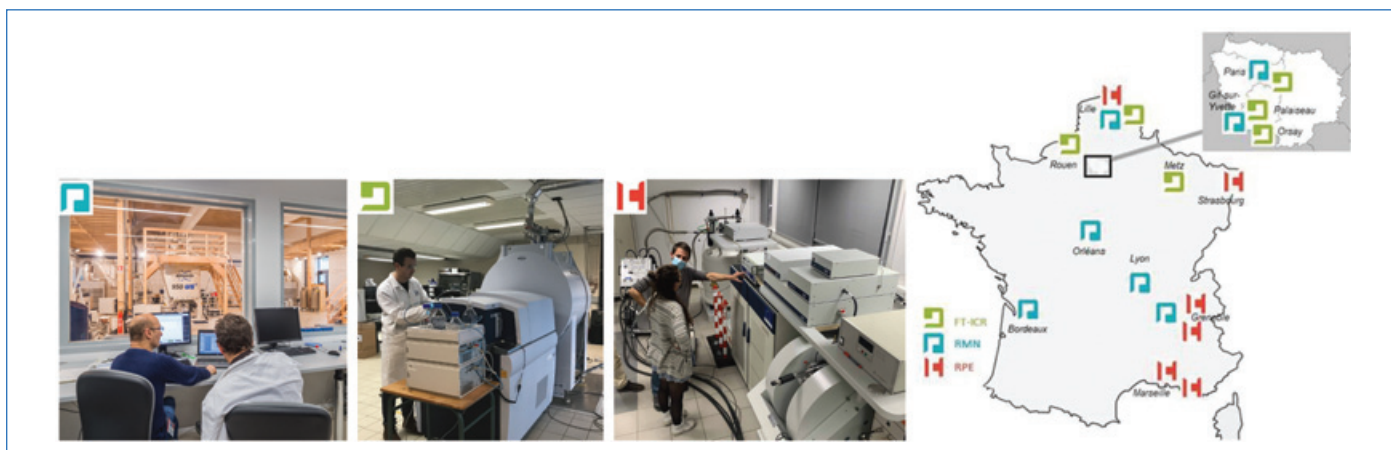 Paris
Gif-sur-
Yvette
Palaiseau
Orsay
Lille
Rouen
Metz
Strasbourg
Orléans
Lyon
Bordeaux
Grenoble
Marseille
FT-ICR
RMN
RPE